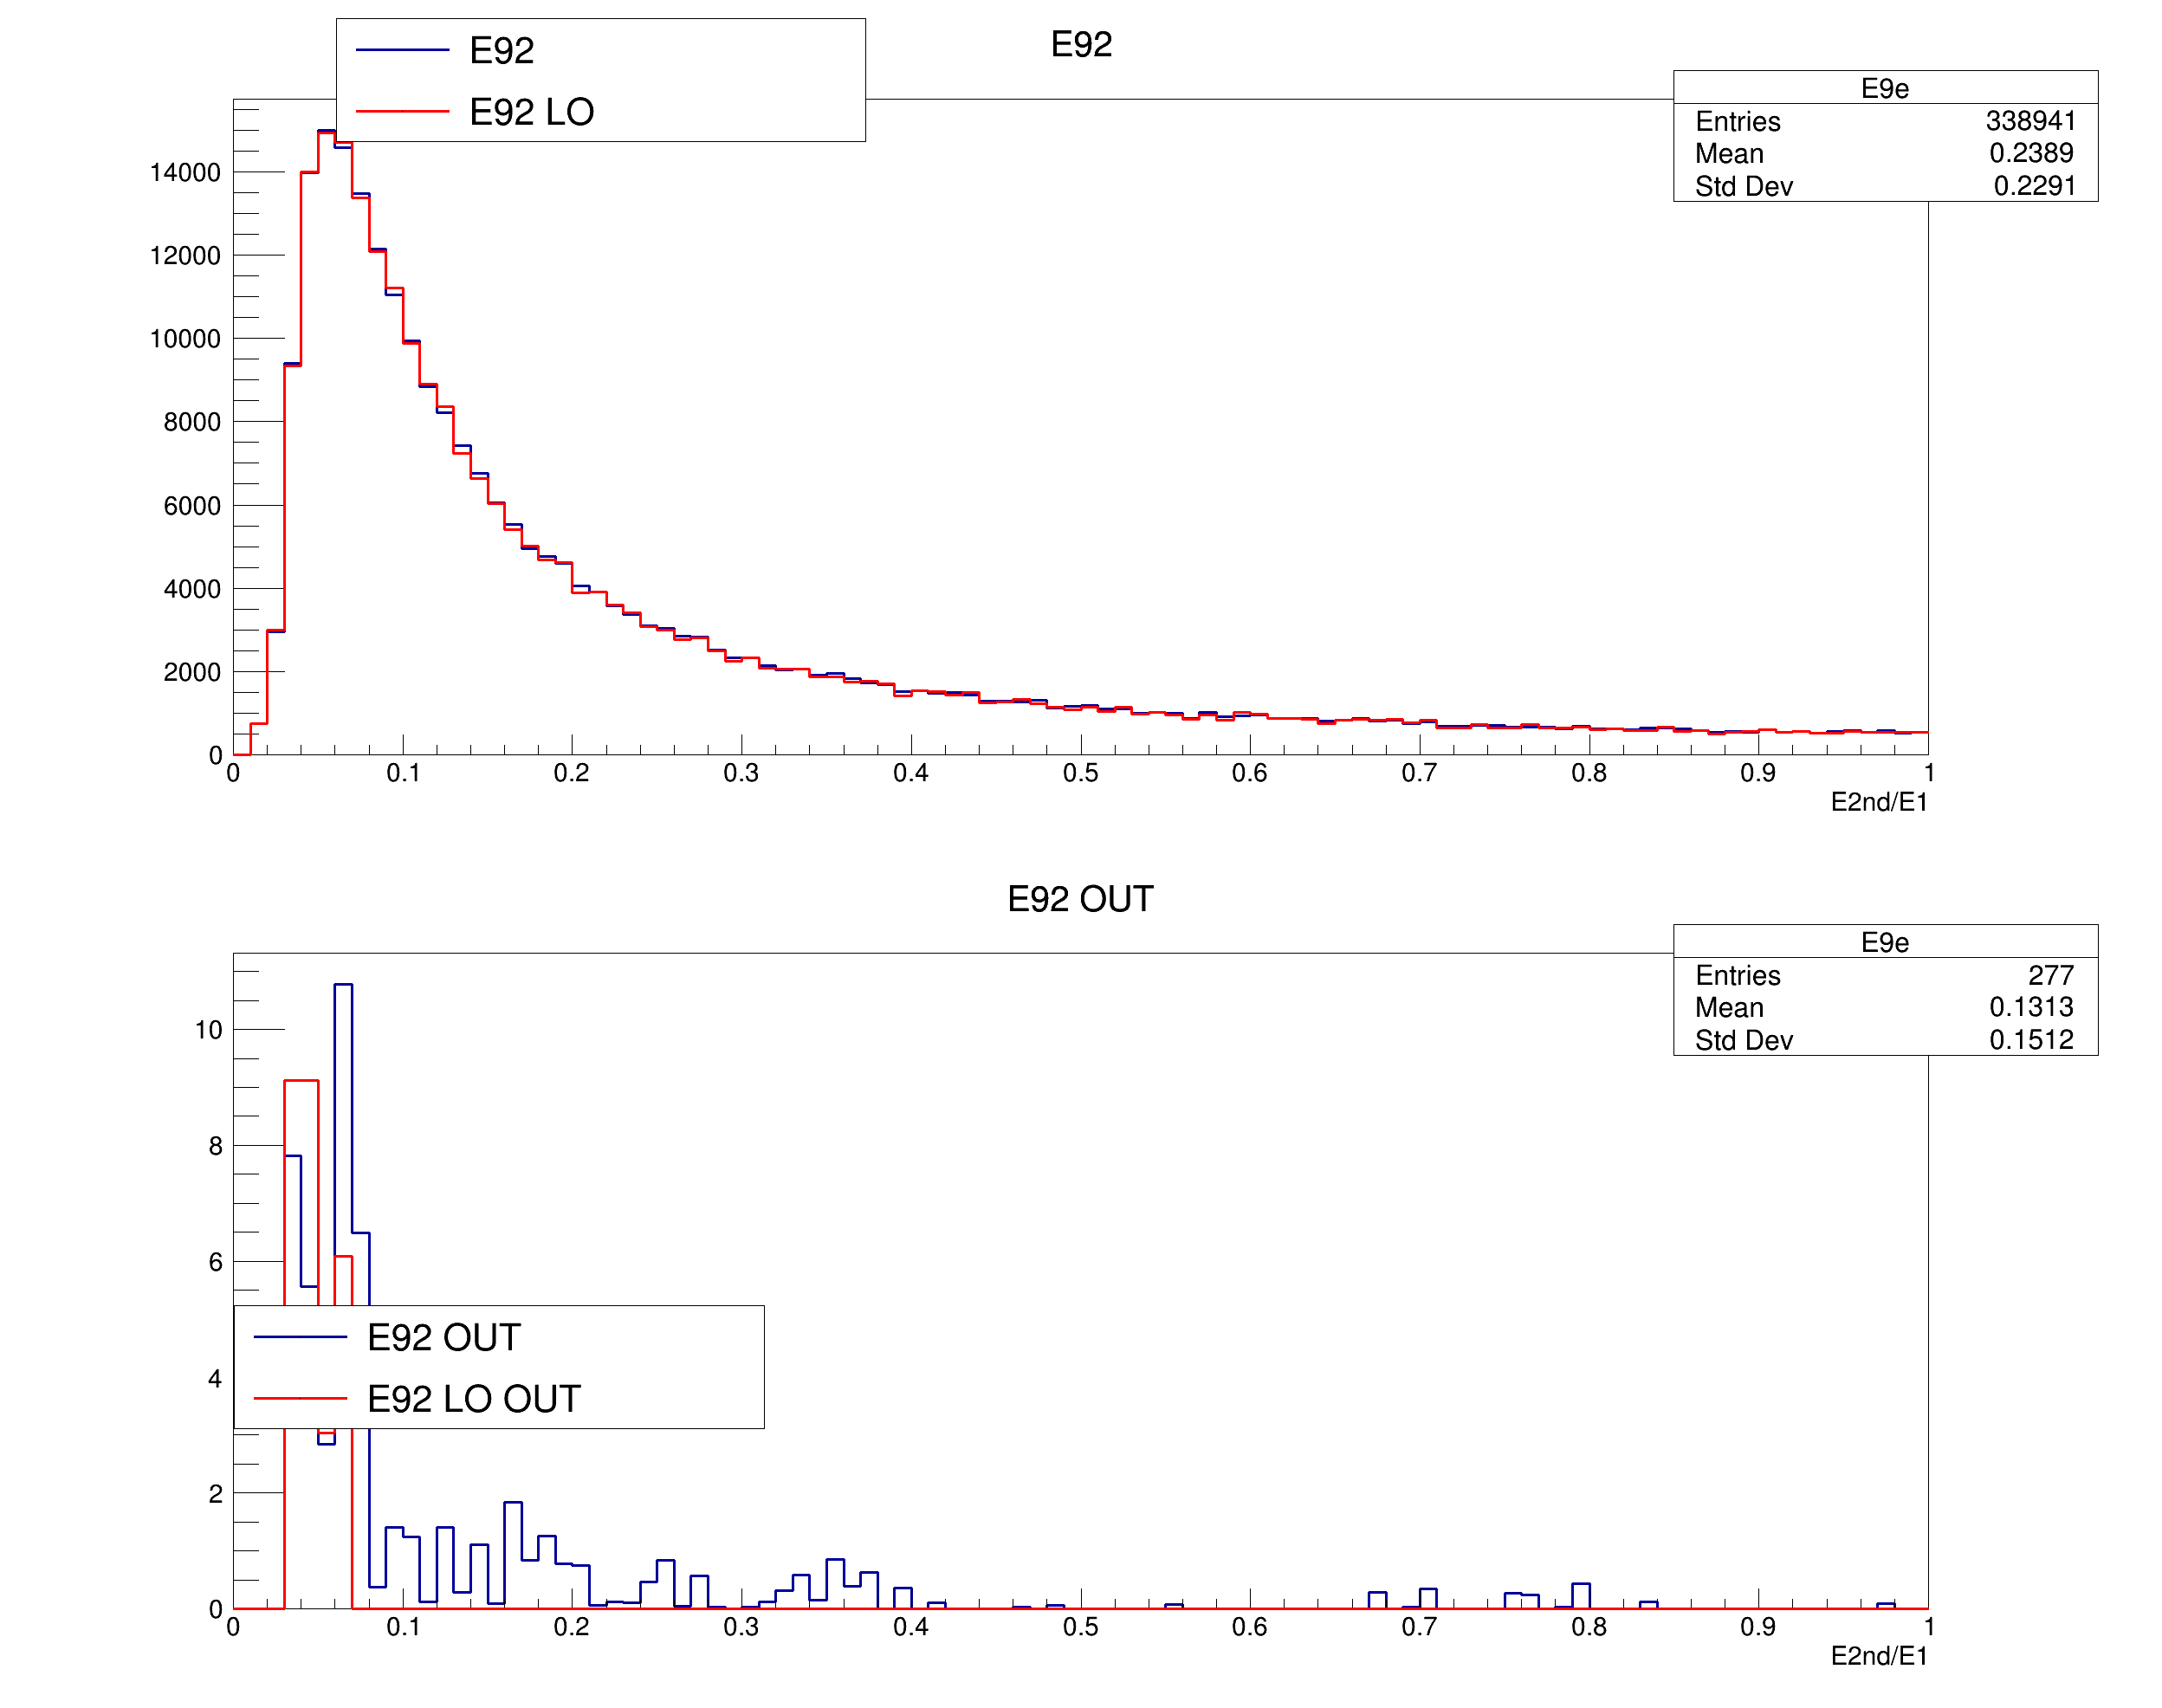 E92
E92
E92 LO
E9e
Entries 338941
Mean 0.2389
Std Dev 0.2291
14000
12000
10000
8000
6000
4000
2000
0
0 0.1 0.2 0.3 0.4 0.5 0.6 0.7 0.8 0.9 1
E2nd/E1
E92 OUT
E9e
Entries 277
Mean 0.1313
Std Dev 0.1512
10
8
6
E92 OUT
4
E92 LO OUT
2
0
0 0.1 0.2 0.3 0.4 0.5 0.6 0.7 0.8 0.9 1
E2nd/E1